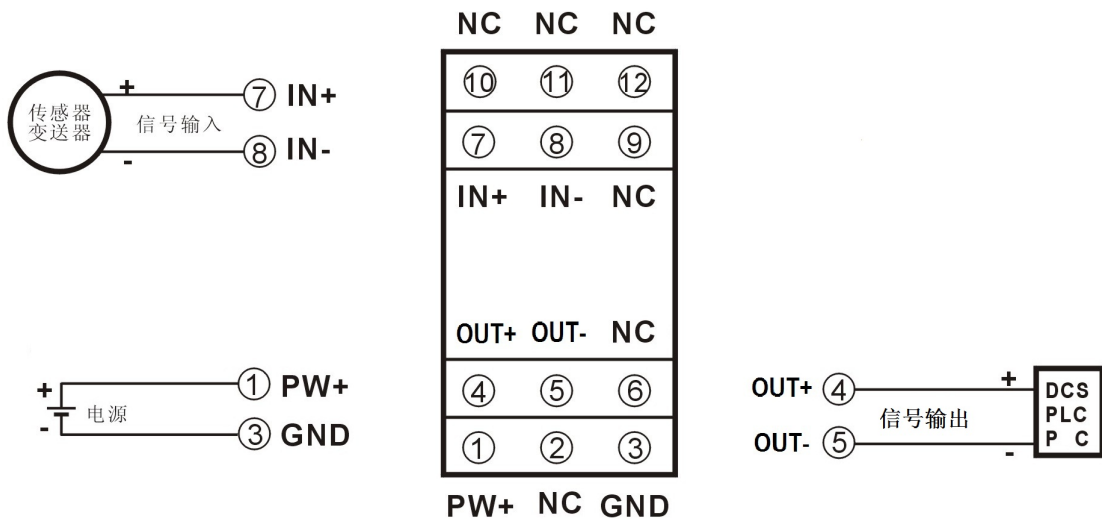 NC NC NC
⑩ ⑪ ⑫
⑦ ⑧ ⑨
IN+ IN- NC
OUT+ OUT- NC
④ ⑤ ⑥
① ② ③
PW+ NC GND
传感器
变送器
+
信号输入
-
⑦ IN+
⑧ IN-
+
电源
-
① PW+
③ GND
OUT+ ④
OUT- ⑤
+
信号输出
-
DCS
PLC
P C